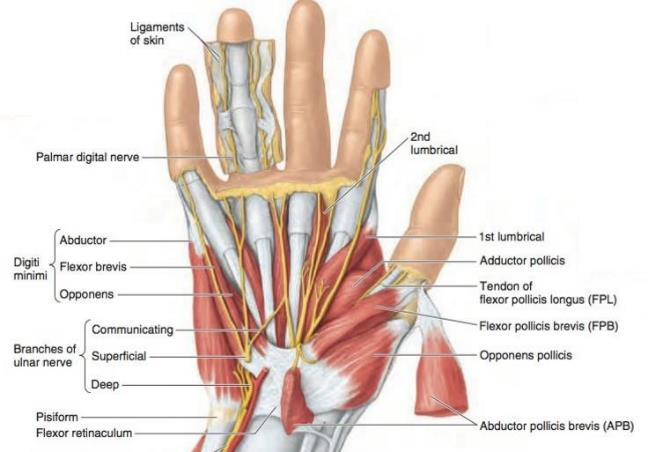 Ligaments
of skin
Palmar digital nerve
2nd
lumbrical
Digiti
minimi
Abductor
Flexor brevis
Opponens
Branches of
ulnar nerve
Communicating
Superficial
Deep
Pisiform
Flexor retinaculum
1st lumbrical
Adductor pollicis
Tendon of
flexor pollicis longus (FPL)
Flexor pollicis brevis (FPB)
Opponens pollicis
Abductor pollicis brevis (APB)